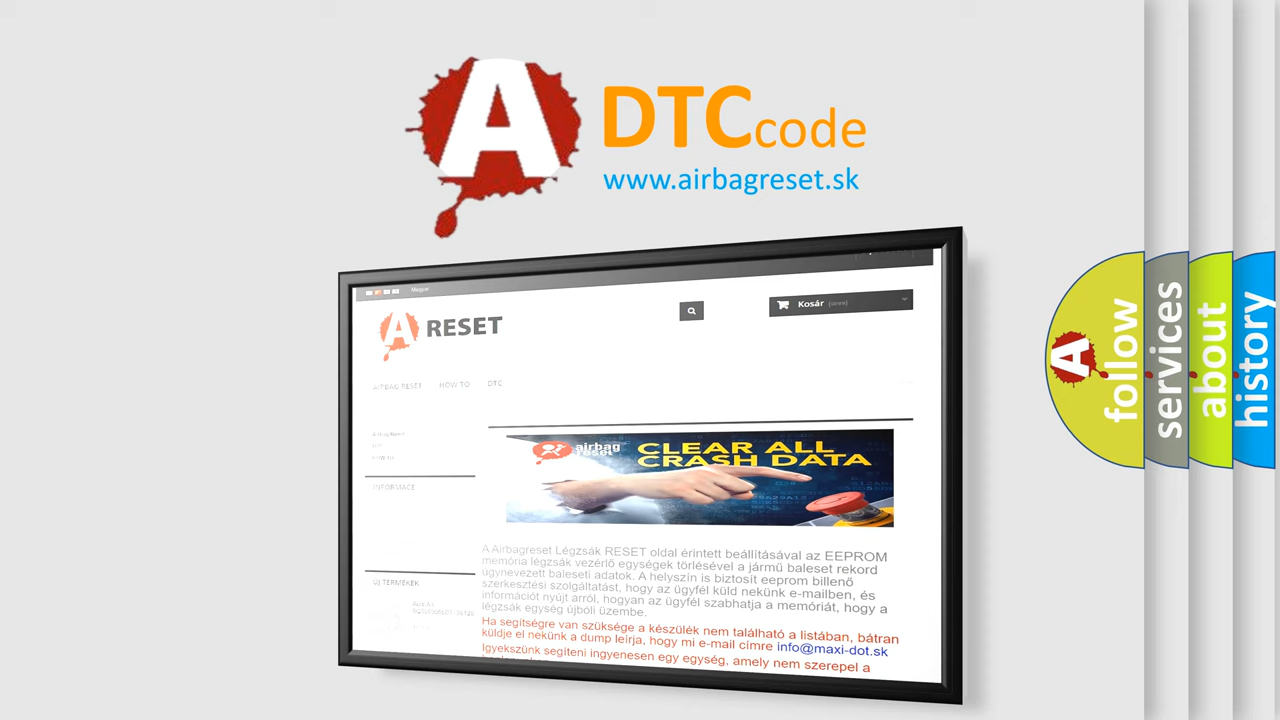 A
DTCcode
www.airbagreset.sk
Magyar
A RESET
Kosár
AIRBAG RESET HOW TO DTC
INFORMACE
airbag
reset
CLEAR ALL
CRASH DATA
ÚJ TERMÉKEK
A Airbagreset Légzsák RESET oldal érintett beállításával az EEPROM
memória légzsák vezérlő egységek törlésével a jármű baleset rekord
úgynevezett baleseti adatok. A helyszín is biztosít eeprom billenő
szerkesztési szolgáltatást, hogy az ügyfél küld nekünk e-mailben, és
információt nyújt arról, hogyan az ügyfél szabhatja a memóriát, hogy a
légzsák egység újbóli üzembe.
Ha segítségre van szüksége a készülék nem található a listában, bátran
küldje el nekünk a dump leírja, hogy mi e-mail címre info@maxi-dot.sk
Igyekszünk segíteni ingyenesen egy egység, amely nem szerepel a
A
follow
services
about
history